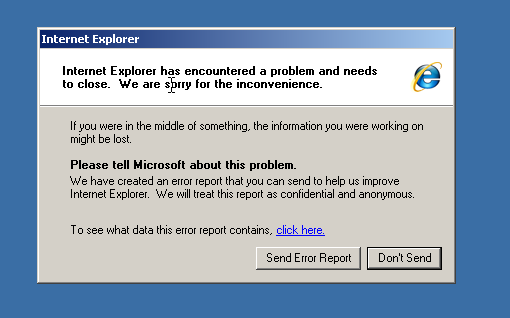 Internet Explorer
Internet Explorer has encountered a problem and needs
to close.  We are sorry for the inconvenience.
If you were in the middle of something, the information you were working on
might be lost.
Please tell Microsoft about this problem.
We have created an error report that you can send to help us improve
Internet Explorer.  We will treat this report as confidential and anonymous.
To see what data this error report contains, click here.
Send Error Report
Don't Send